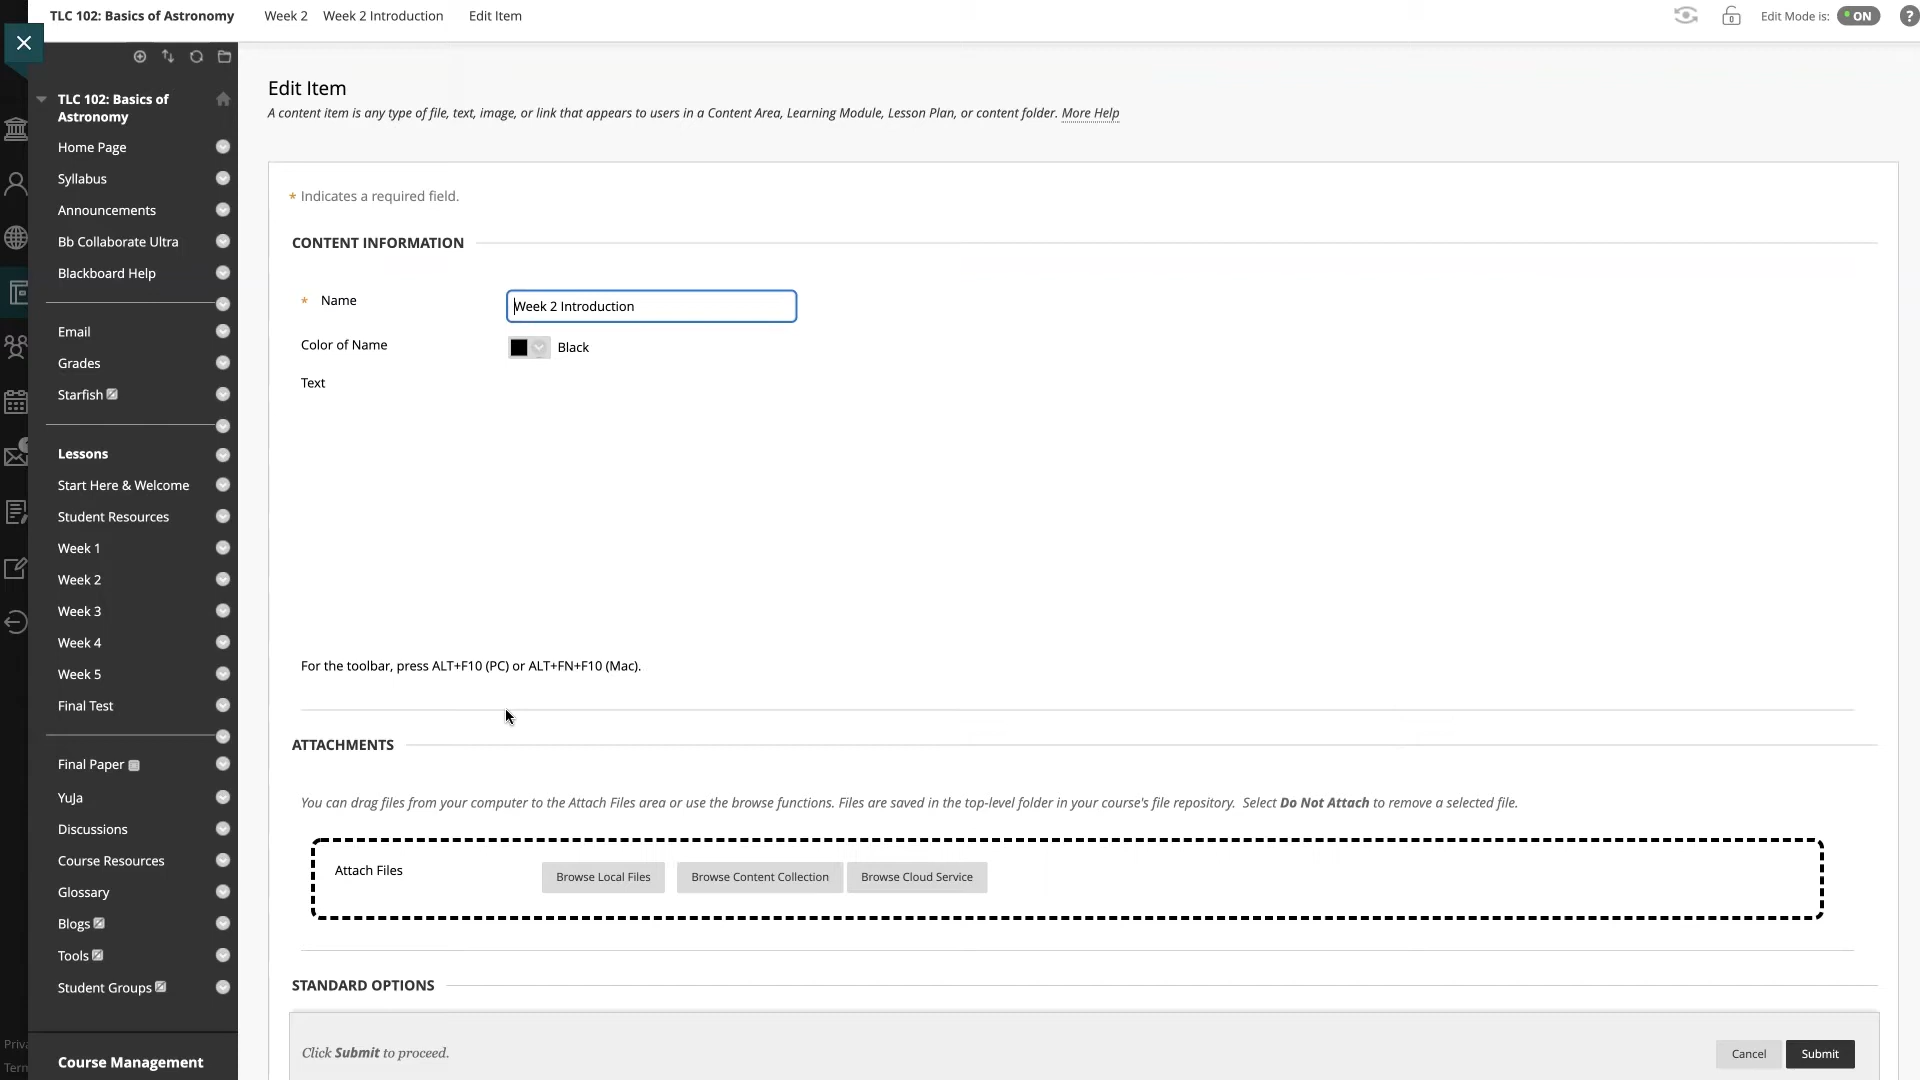 TLC 102: Basics of Astronomy Week 2 Week 2 Introduction Edit Item
0 Edit Mode is: ON ?
TLC 102: Basics of
Astronomy
Home Page
Syllabus
Announcements
Bb Collaborate Ultra
Blackboard Help
Email
Grades
Starfish
Lessons
Start Here & Welcome
Student Resources
Week 1
Week 2
Week 3
Week 4
Week 5
Final Test
Final Paper
YuJa
Discussions
Course Resources
Glossary
Blogs
Tools
Student Groups
Course Management
Priva
Term
Edit Item
A content item is any type of file, text, image, or link that appears to users in a Content Area, Learning Module, Lesson Plan, or content folder. More Help
* Indicates a required field.
CONTENT INFORMATION
* Name Week 2 Introduction
Color of Name Black
Text
For the toolbar, press ALT+F10 (PC) or ALT+FN+F10 (Mac).
ATTACHMENTS
You can drag files from your computer to the Attach Files area or use the browse functions. Files are saved in the top-level folder in your course's file repository. Select Do Not Attach to remove a selected file.
Attach Files Browse Local Files Browse Content Collection Browse Cloud Service
STANDARD OPTIONS
Click Submit to proceed. Cancel Submit